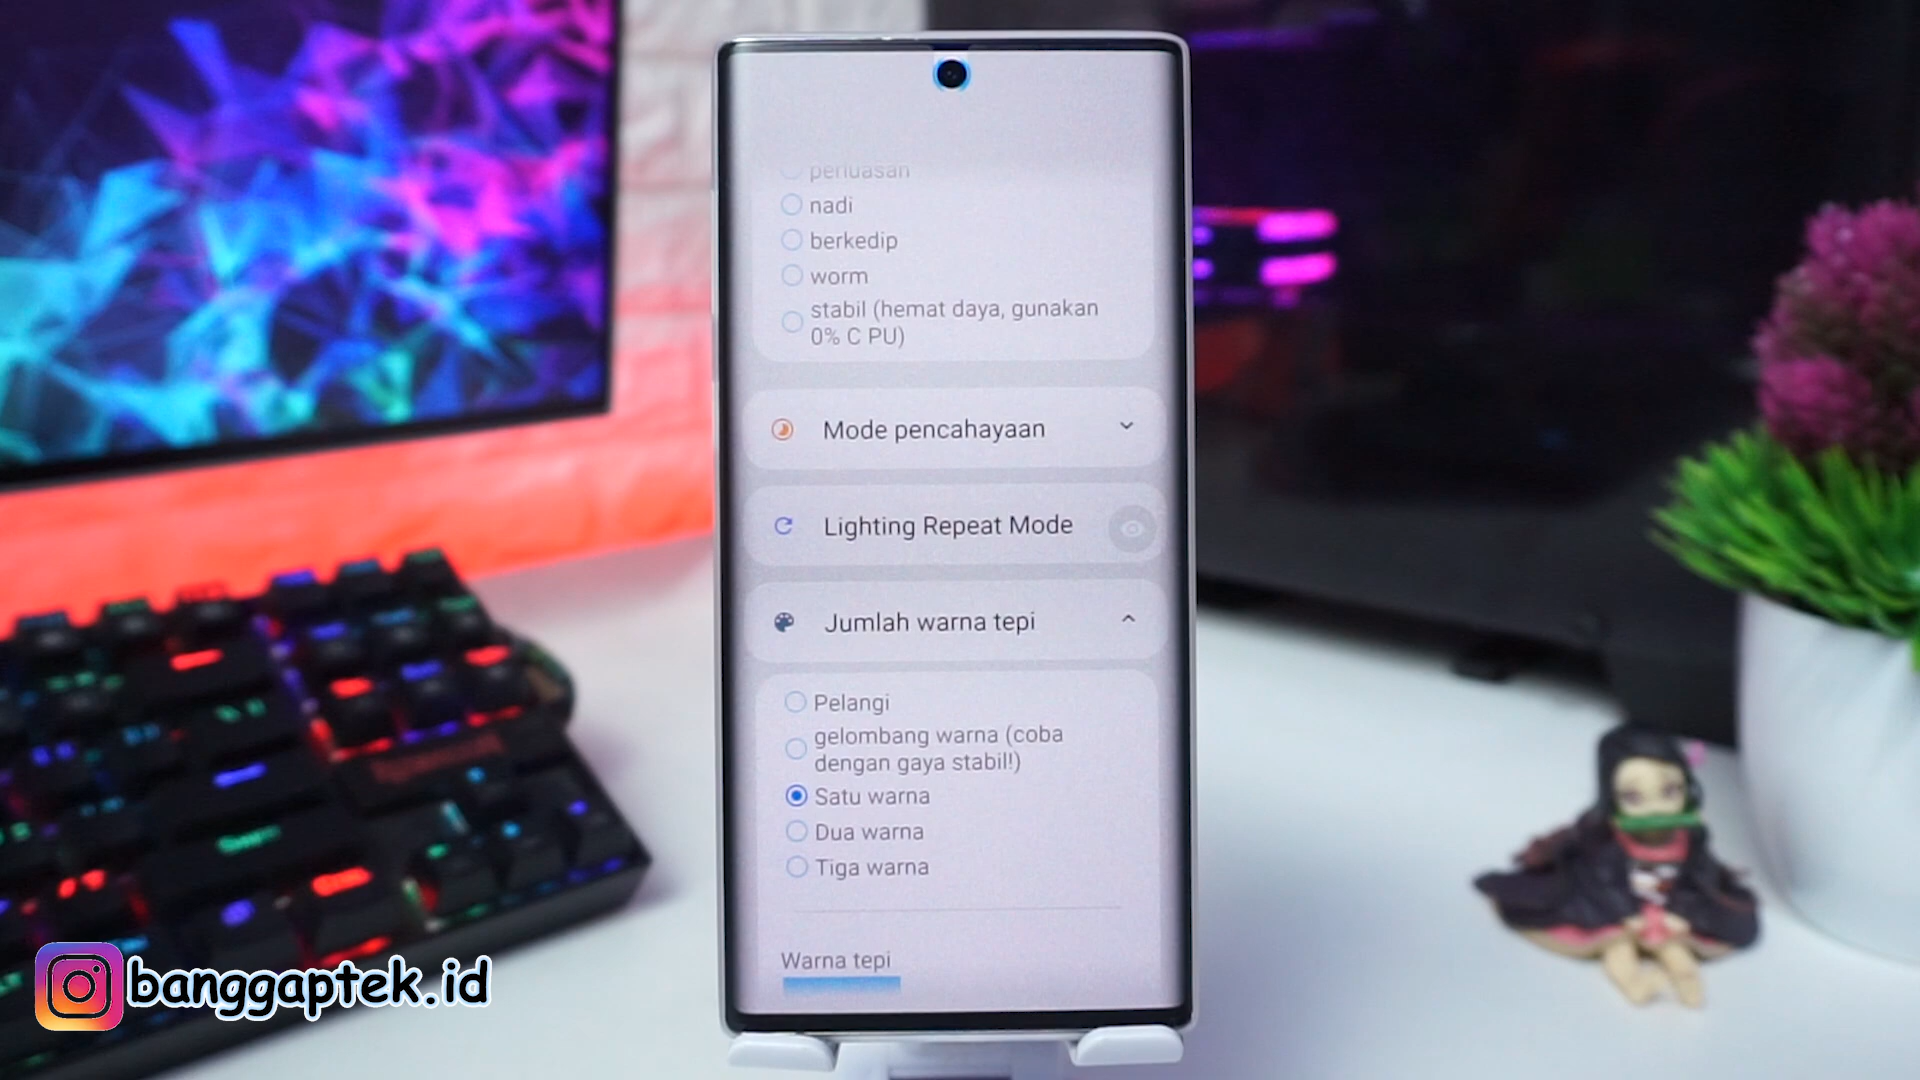 perluasan
nadi
berkedip
worm
stabil (hemat daya, gunakan
0% C PU)
Mode pencahayaan
Lighting Repeat Mode
Jumlah warna tepi
Pelangi
gelombang warna (coba
dengan gaya stabil!)
Satu warna
Dua warna
Tiga warna
Warna tepi
banggaptek.id